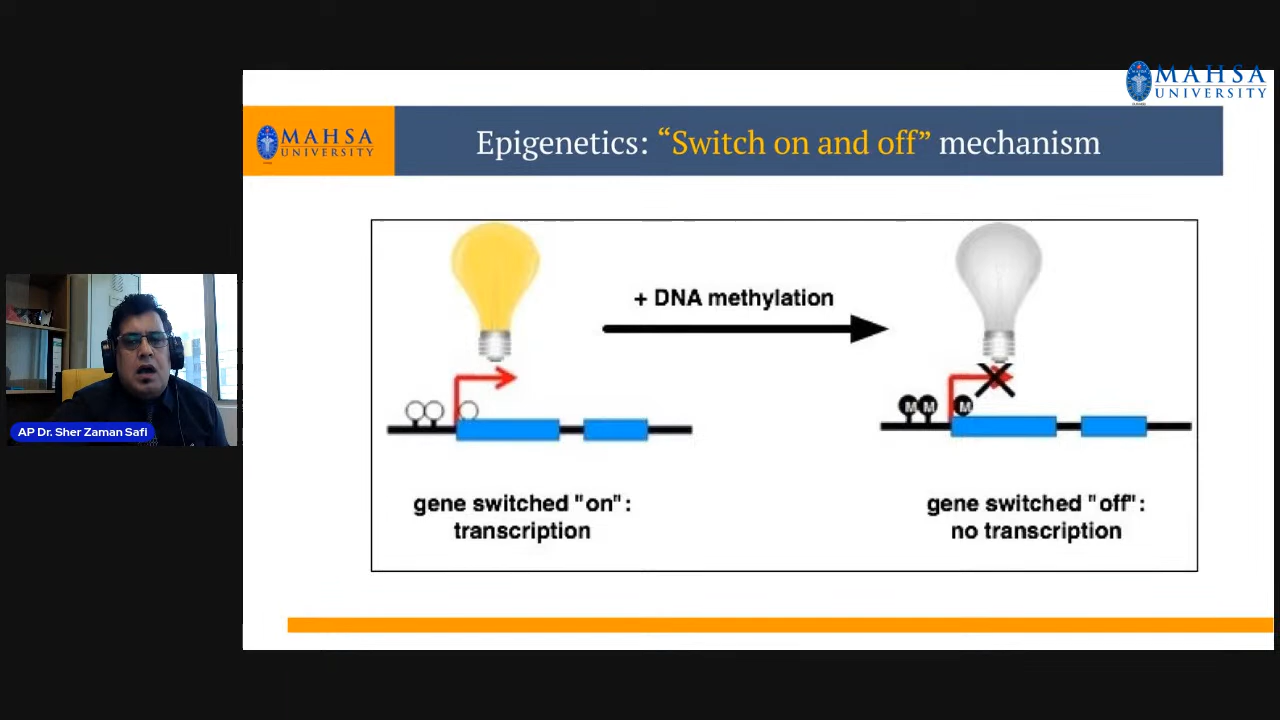 MAHSA
UNIVERSITY
MAHSA
UNIVERSITY
Epigenetics: “Switch on and off” mechanism
+ DNA methylation
M M M
gene switched "on":
transcription
gene switched "off":
no transcription
AP Dr. Sher Zaman Safi